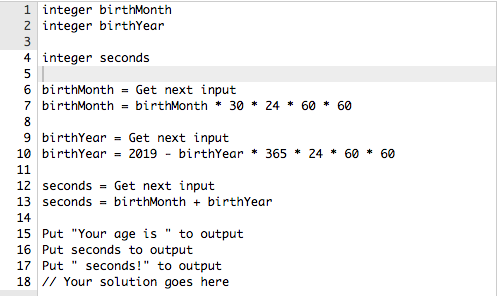 1 integer birthMonth
2 integer birthYear
3
4 integer seconds
5
6 birthMonth = Get next input
7 birthMonth = birthMonth * 30 * 24 * 60 * 60
8
9 birthYear = Get next input
10 birthYear = 2019 - birthYear * 365 * 24 * 60 * 60
11
12 seconds = Get next input
13 seconds = birthMonth + birthYear
14
15 Put "Your age is " to output
16 Put seconds to output
17 Put " seconds!" to output
18 // Your solution goes here